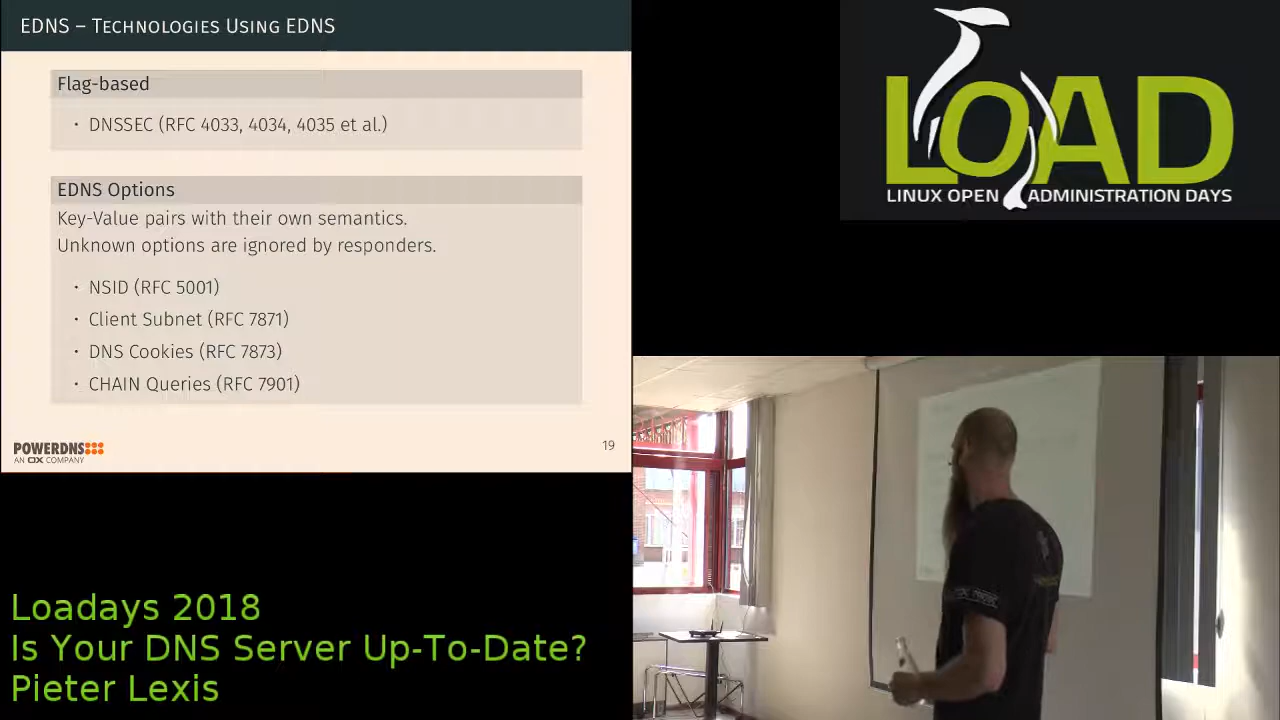 EDNS – Technologies Using EDNS
Flag-based
· DNSSEC (RFC 4033, 4034, 4035 et al.)
EDNS Options
Key-Value pairs with their own semantics.
Unknown options are ignored by responders.
· NSID (RFC 5001)
· Client Subnet (RFC 7871)
· DNS Cookies (RFC 7873)
· CHAIN Queries (RFC 7901)
POWERDNS
AN OX COMPANY
19
LOAD
LINUX OPEN ADMINISTRATION DAYS
Loadays 2018
Is Your DNS Server Up-To-Date?
Pieter Lexis